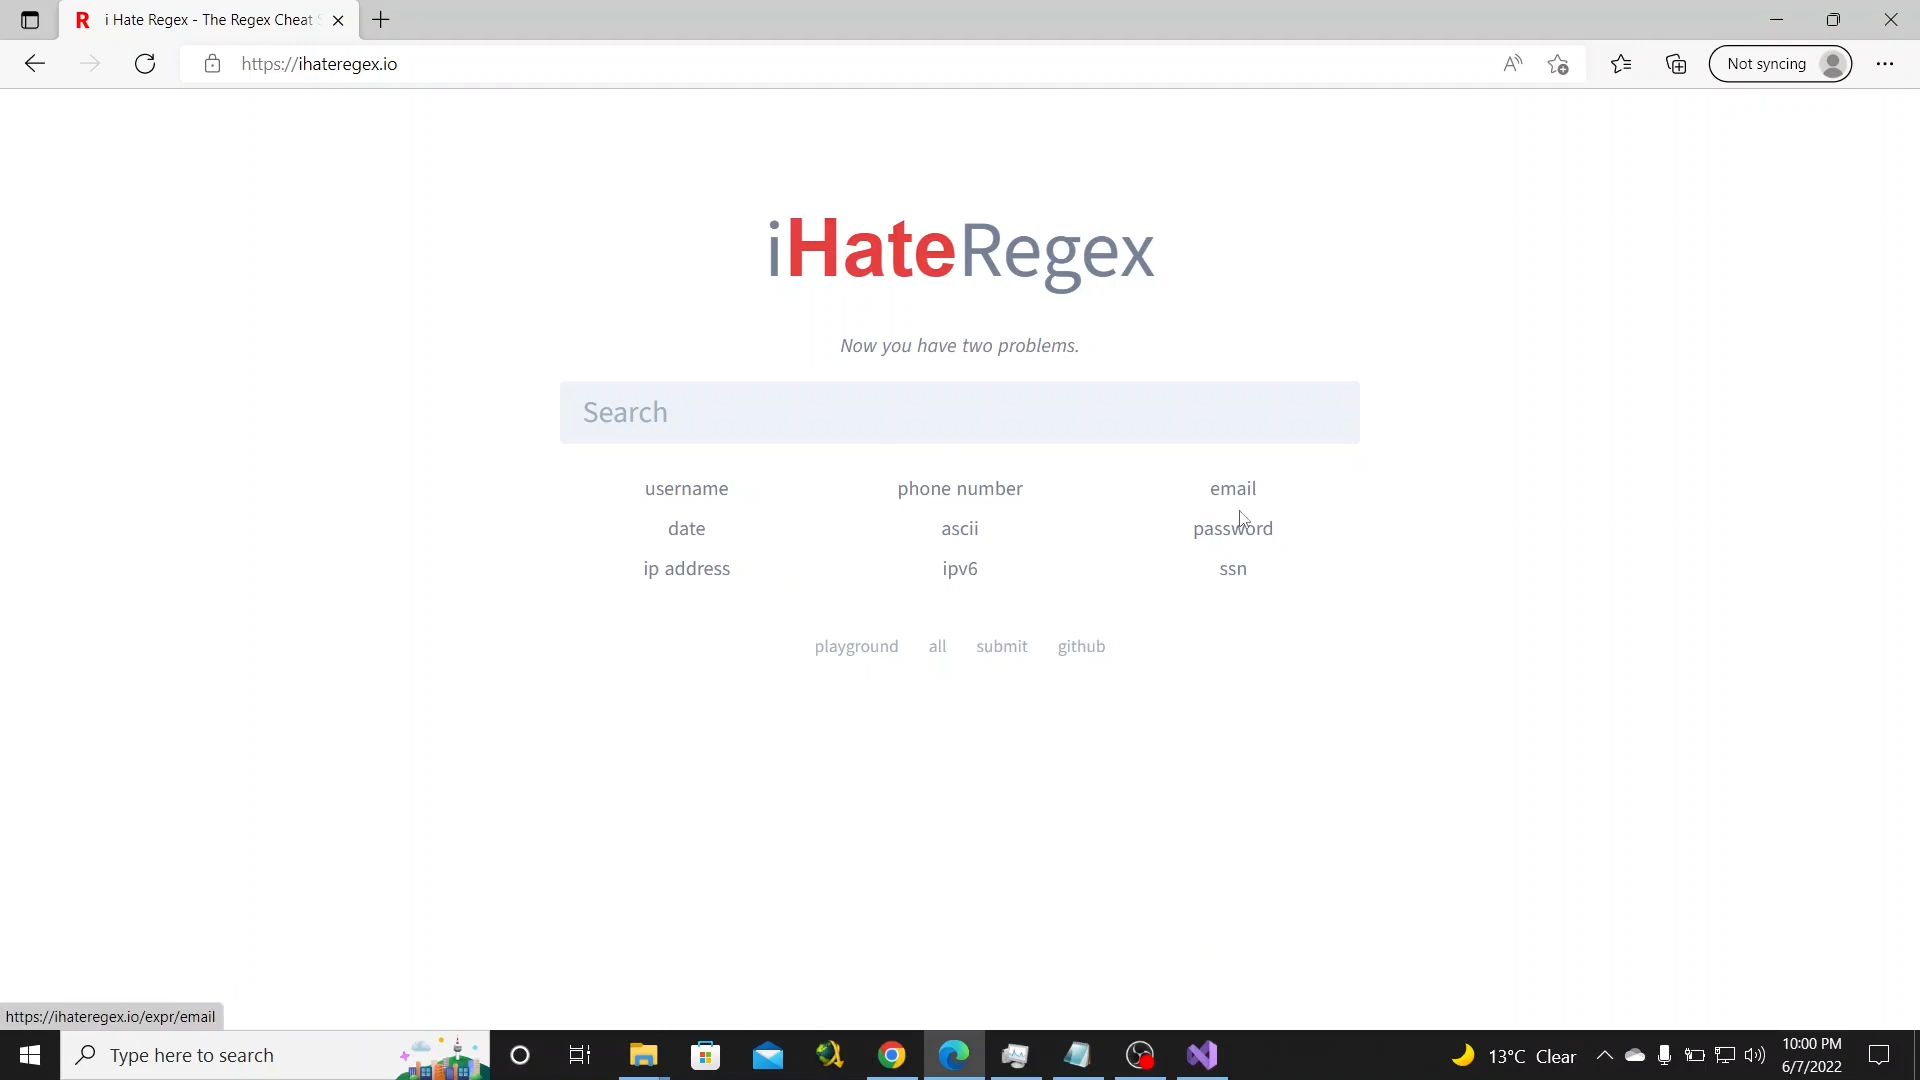 i Hate Regex - The Regex Cheat
https://ihateregex.io
Not syncing
iHateRegex
Now you have two problems.
Search
username phone number email
date ascii password
ip address ipv6 ssn
playground all submit github
https://ihateregex.io/expr/email
Type here to search
13°C Clear
10:00 PM
6/7/2022